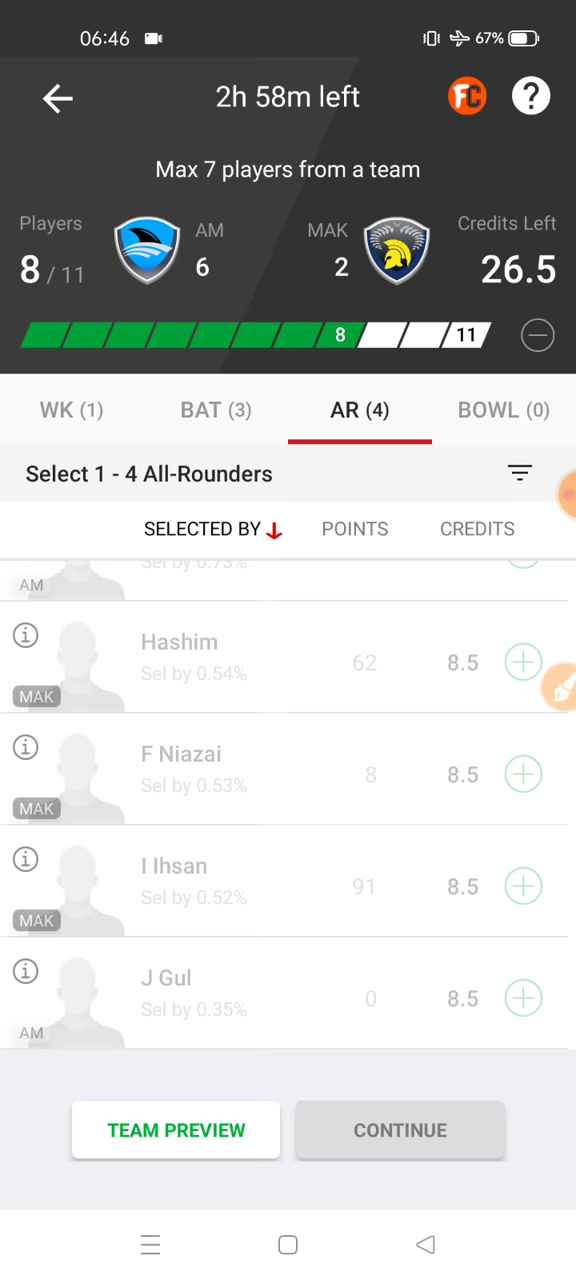 06:46
67%
2h 58m left
FC
?
Max 7 players from a team
Players
AM
MAK
Credits Left
8 / 11
6
2
26.5
8
11
WK (1)
BAT (3)
AR (4)
BOWL (0)
Select 1 - 4 All-Rounders
SELECTED BY
POINTS
CREDITS
Sel by 0.73%
AM
Hashim
Sel by 0.54%
62
8.5
MAK
F Niazai
Sel by 0.53%
8
8.5
MAK
I Ihsan
Sel by 0.52%
91
8.5
MAK
J Gul
Sel by 0.35%
0
8.5
AM
TEAM PREVIEW
CONTINUE